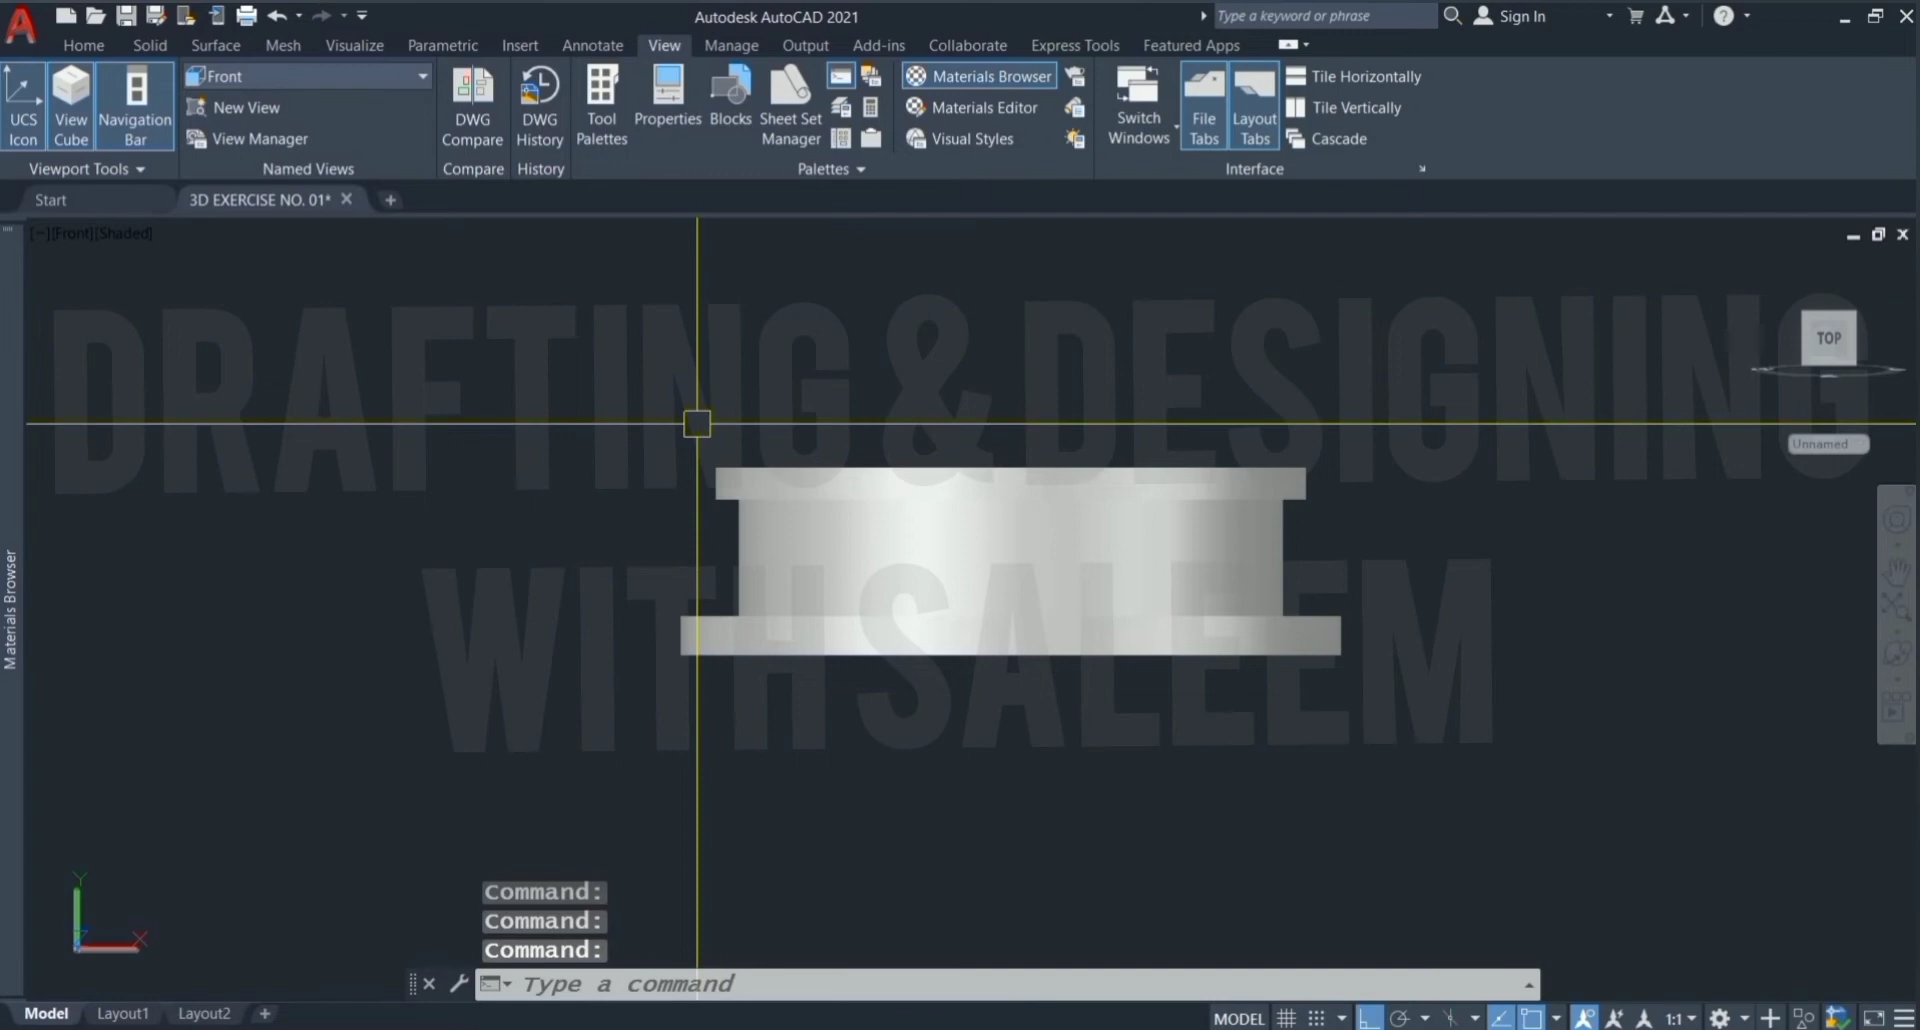 Autodesk AutoCAD 2021
Type a keyword or phrase
Sign In
Home Solid Surface Mesh Visualize Parametric Insert Annotate View Manage Output Add-ins Collaborate Express Tools Featured Apps
UCS Icon
View Cube
Navigation Bar
Front
New View
View Manager
DWG Compare
DWG History
Tool Palettes
Properties
Blocks
Sheet Set Manager
Materials Browser
Materials Editor
Visual Styles
Switch Windows
File Tabs
Layout Tabs
Tile Horizontally
Tile Vertically
Cascade
Viewport Tools Named Views Compare History Palettes Interface
Start 3D EXERCISE NO. 01*
[−][Front][Shaded]
DRAFTING & DESIGNING
WITH SALEEM
TOP
Unnamed
Materials Browser
Y
X
Command:
Command:
Command:
Type a command
Model Layout1 Layout2
MODEL 1:1